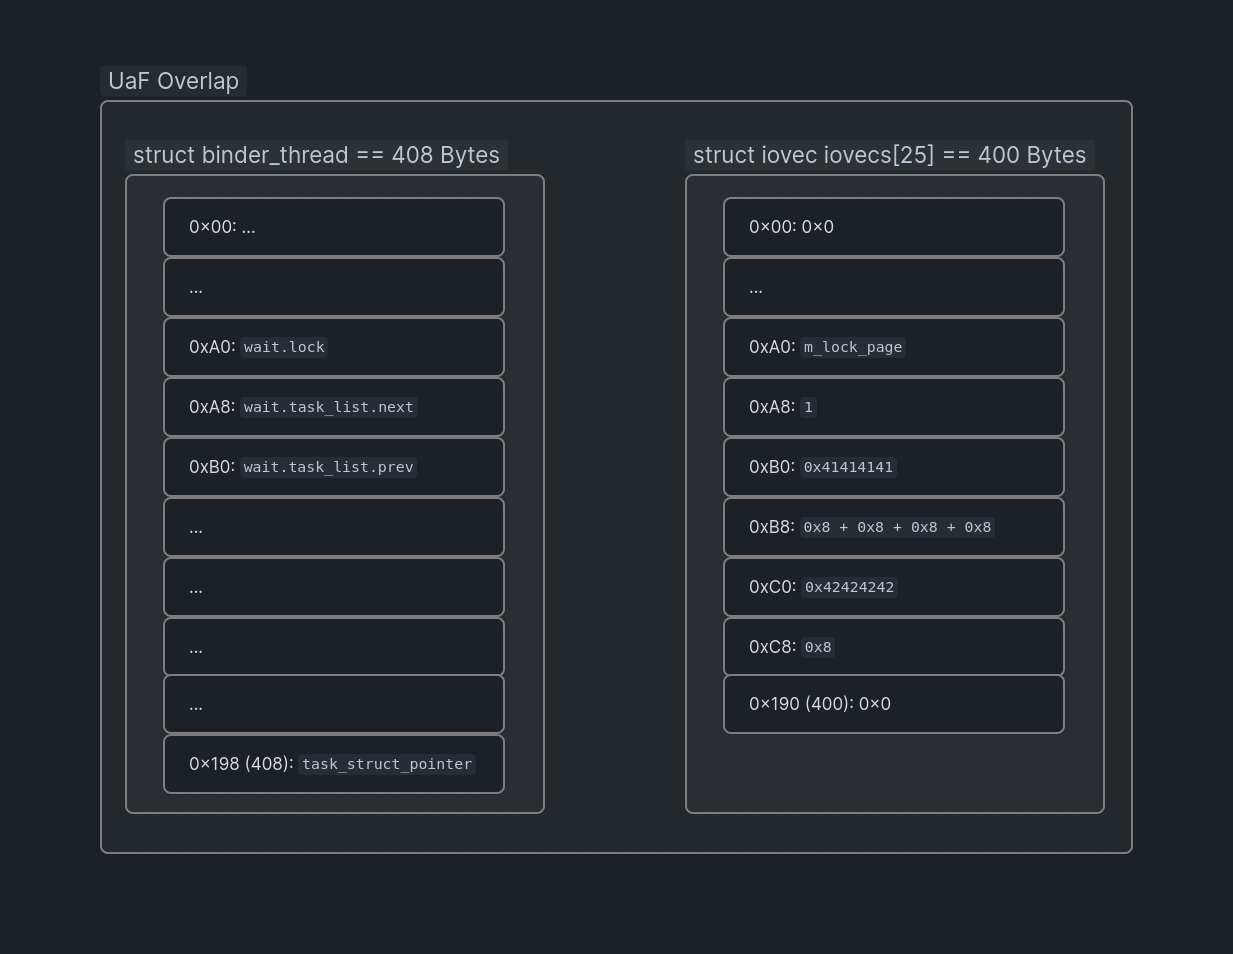 UaF Overlap
struct binder_thread == 408 Bytes
0×00: ...
...
0xA0: wait.lock
0xA8: wait.task_list.next
0xB0: wait.task_list.prev
...
...
...
...
0×198 (408): task_struct_pointer
struct iovec iovecs[25] == 400 Bytes
0×00: 0×0
...
0xA0: m_lock_page
0xA8: 1
0xB0: 0x41414141
0xB8: 0x8 + 0x8 + 0x8 + 0x8
0xC0: 0x42424242
0xC8: 0x8
0×190 (400): 0×0